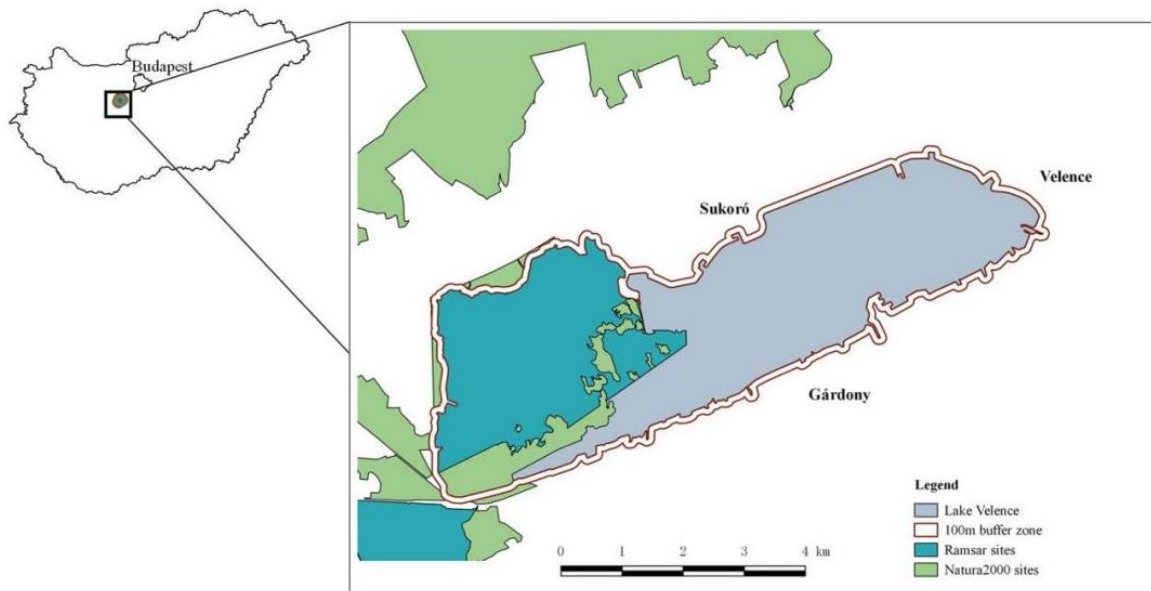 Budapest
Velence
Sukoró
Gárdony
Legend
Lake Velence
100m buffer zone
Ramsar sites
Natura2000 sites
0 1 2 3 4 km